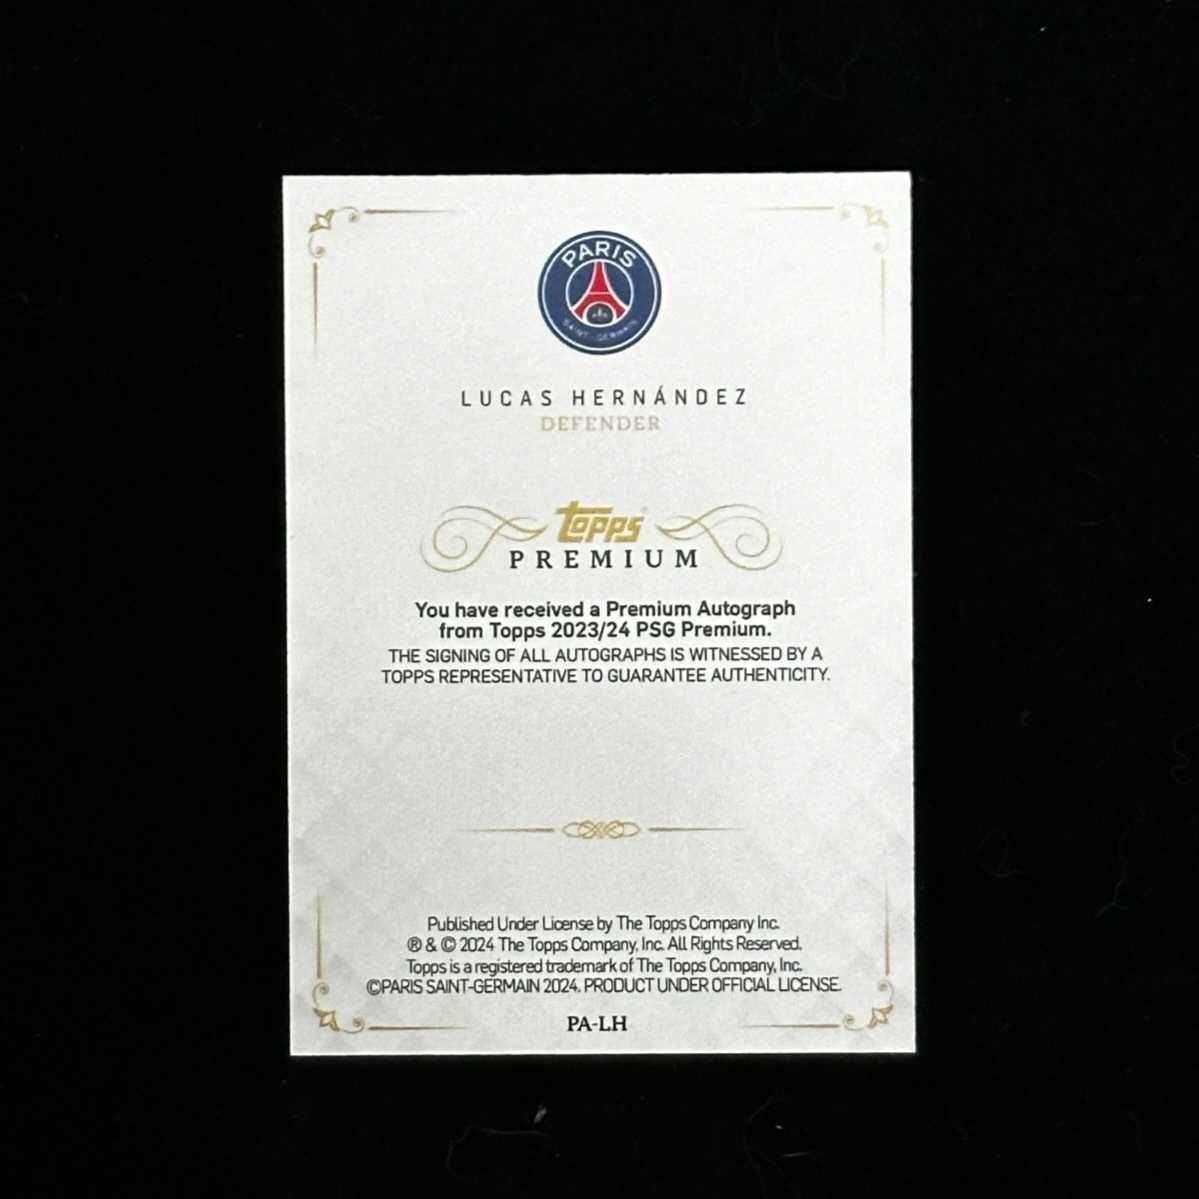 PARIS
SAINT-GERMAIN
LUCAS HERNÁNDEZ
DEFENDER
topps
PREMIUM
You have received a Premium Autograph
from Topps 2023/24 PSG Premium.
THE SIGNING OF ALL AUTOGRAPHS IS WITNESSED BY A
TOPPS REPRESENTATIVE TO GUARANTEE AUTHENTICITY.
Published Under License by The Topps Company Inc.
® & © 2024 The Topps Company, Inc. All Rights Reserved.
Topps is a registered trademark of The Topps Company, Inc.
©PARIS SAINT-GERMAIN 2024. PRODUCT UNDER OFFICIAL LICENSE.
PA-LH